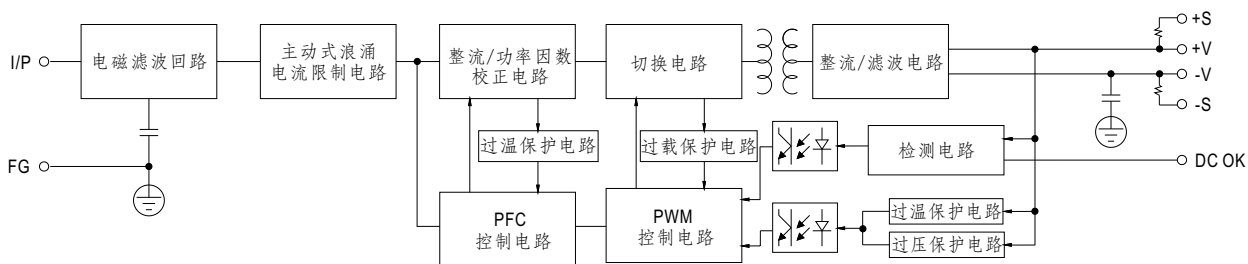 I/P
电磁滤波回路
主动式浪涌
电流限制电路
整流/功率因数
校正电路
切换电路
整流/滤波电路
+S
+V
-V
-S
过温保护电路
过载保护电路
检测电路
DC OK
FG
PFC
控制电路
PWM
控制电路
过温保护电路
过压保护电路